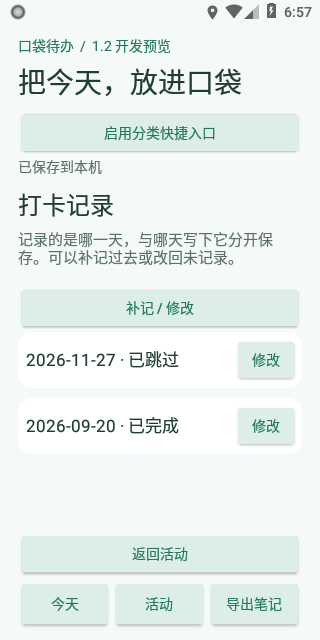 6:57
口袋待办 / 1.2 开发预览
把今天，放进口袋
启用分类快捷入口
已保存到本机
打卡记录
记录的是哪一天，与哪天写下它分开保
存。可以补记过去或改回未记录。
补记 / 修改
2026-11-27 · 已跳过
修改
2026-09-20 · 已完成
修改
返回活动
今天
活动
导出笔记